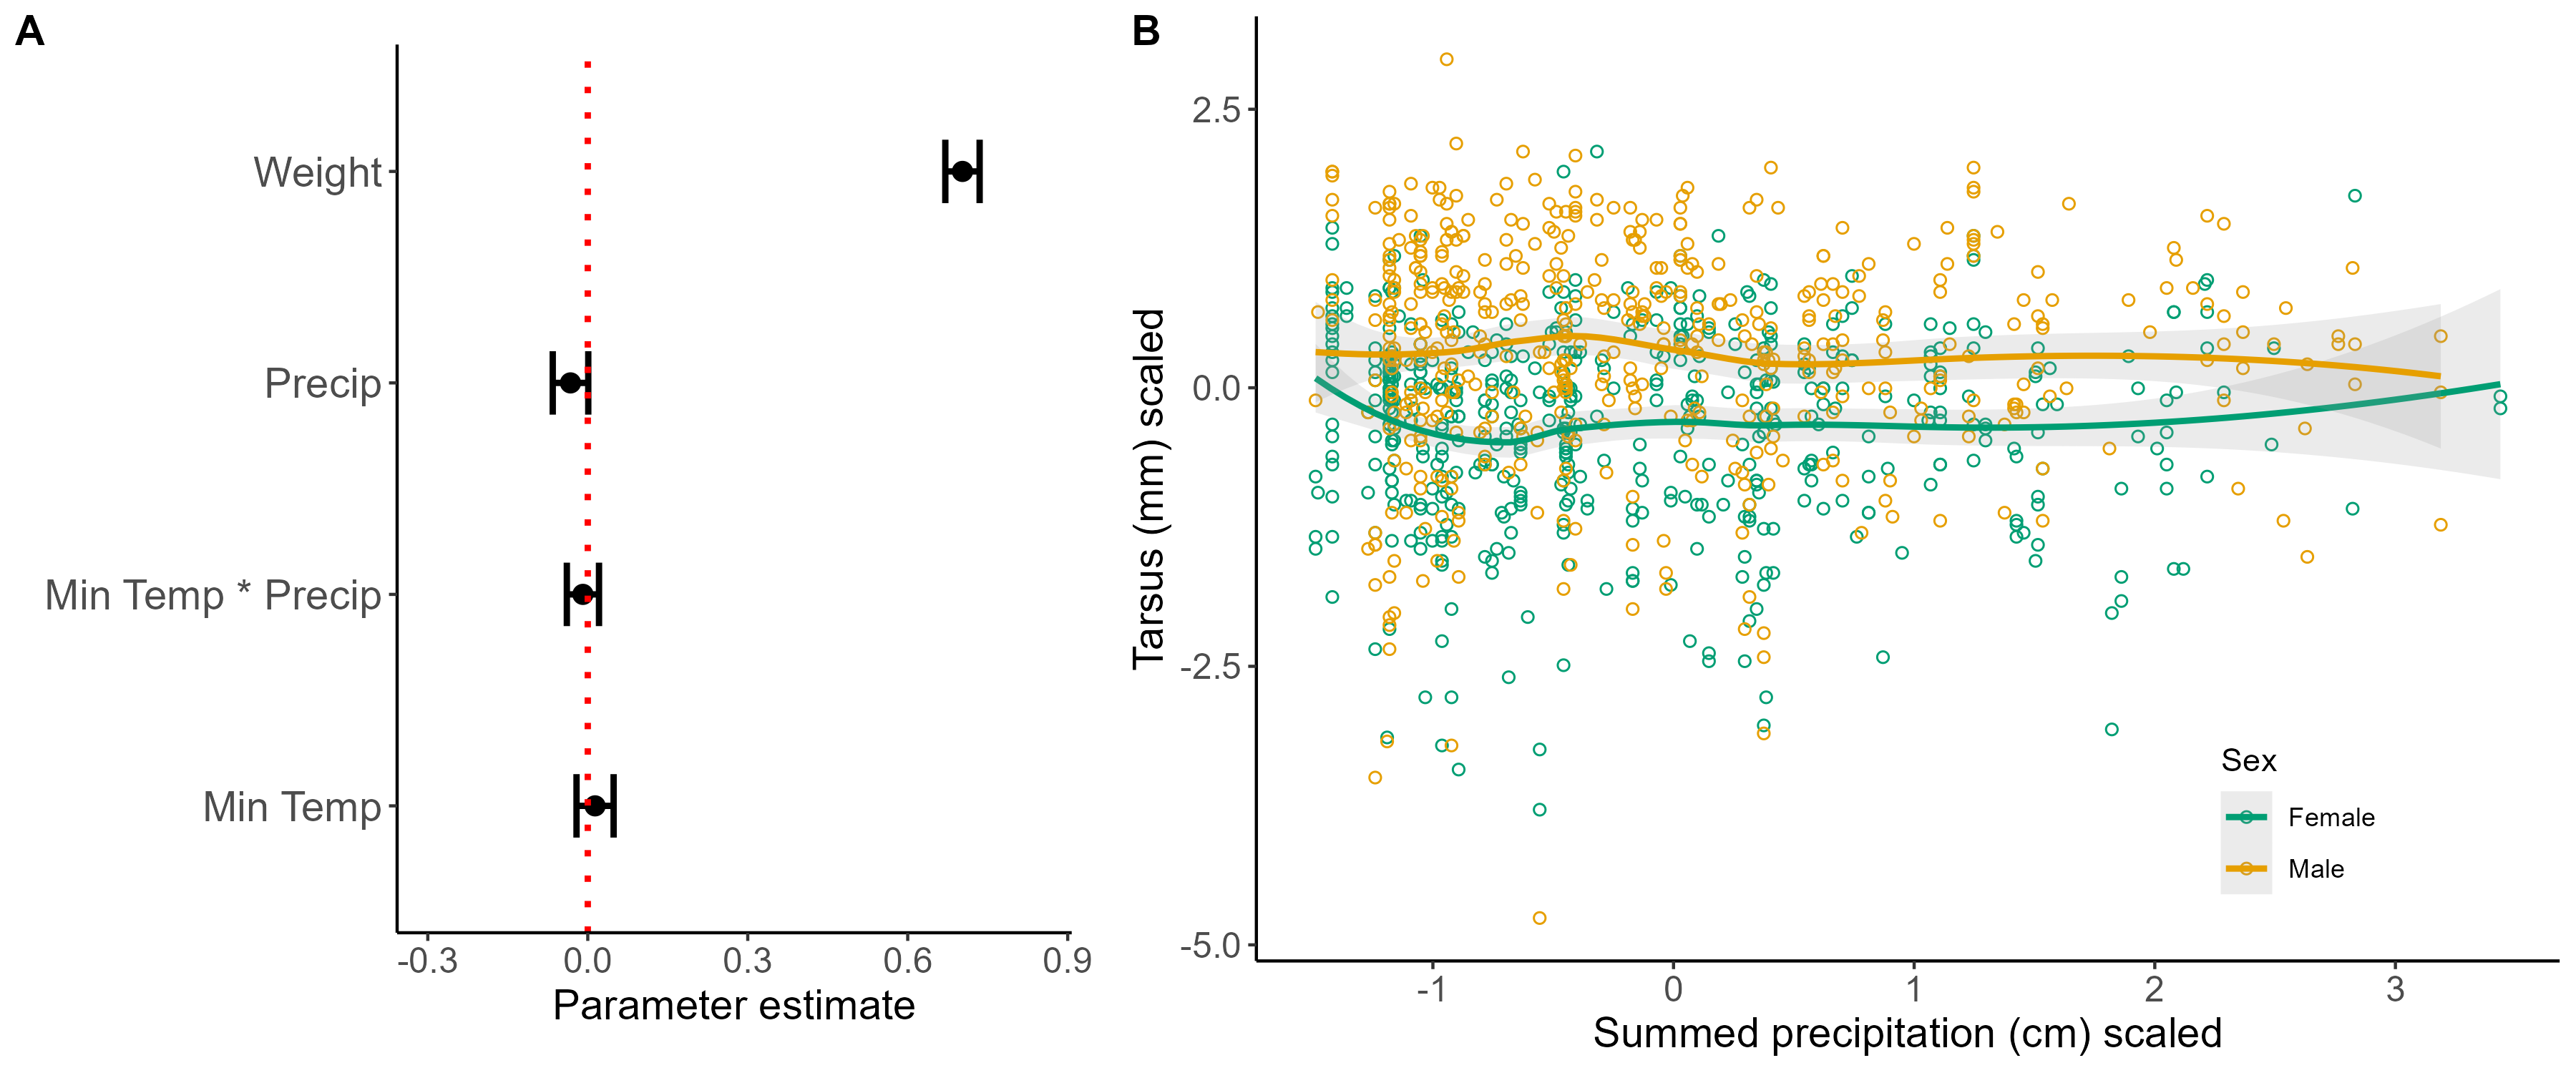 A
Weight
Precip
Min Temp * Precip
Min Temp
-0.3 0.0 0.3 0.6 0.9
Parameter estimate
B
Tarsus (mm) scaled
2.5
0.0
-2.5
-5.0
Sex
Female
Male
-1 0 1 2 3
Summed precipitation (cm) scaled